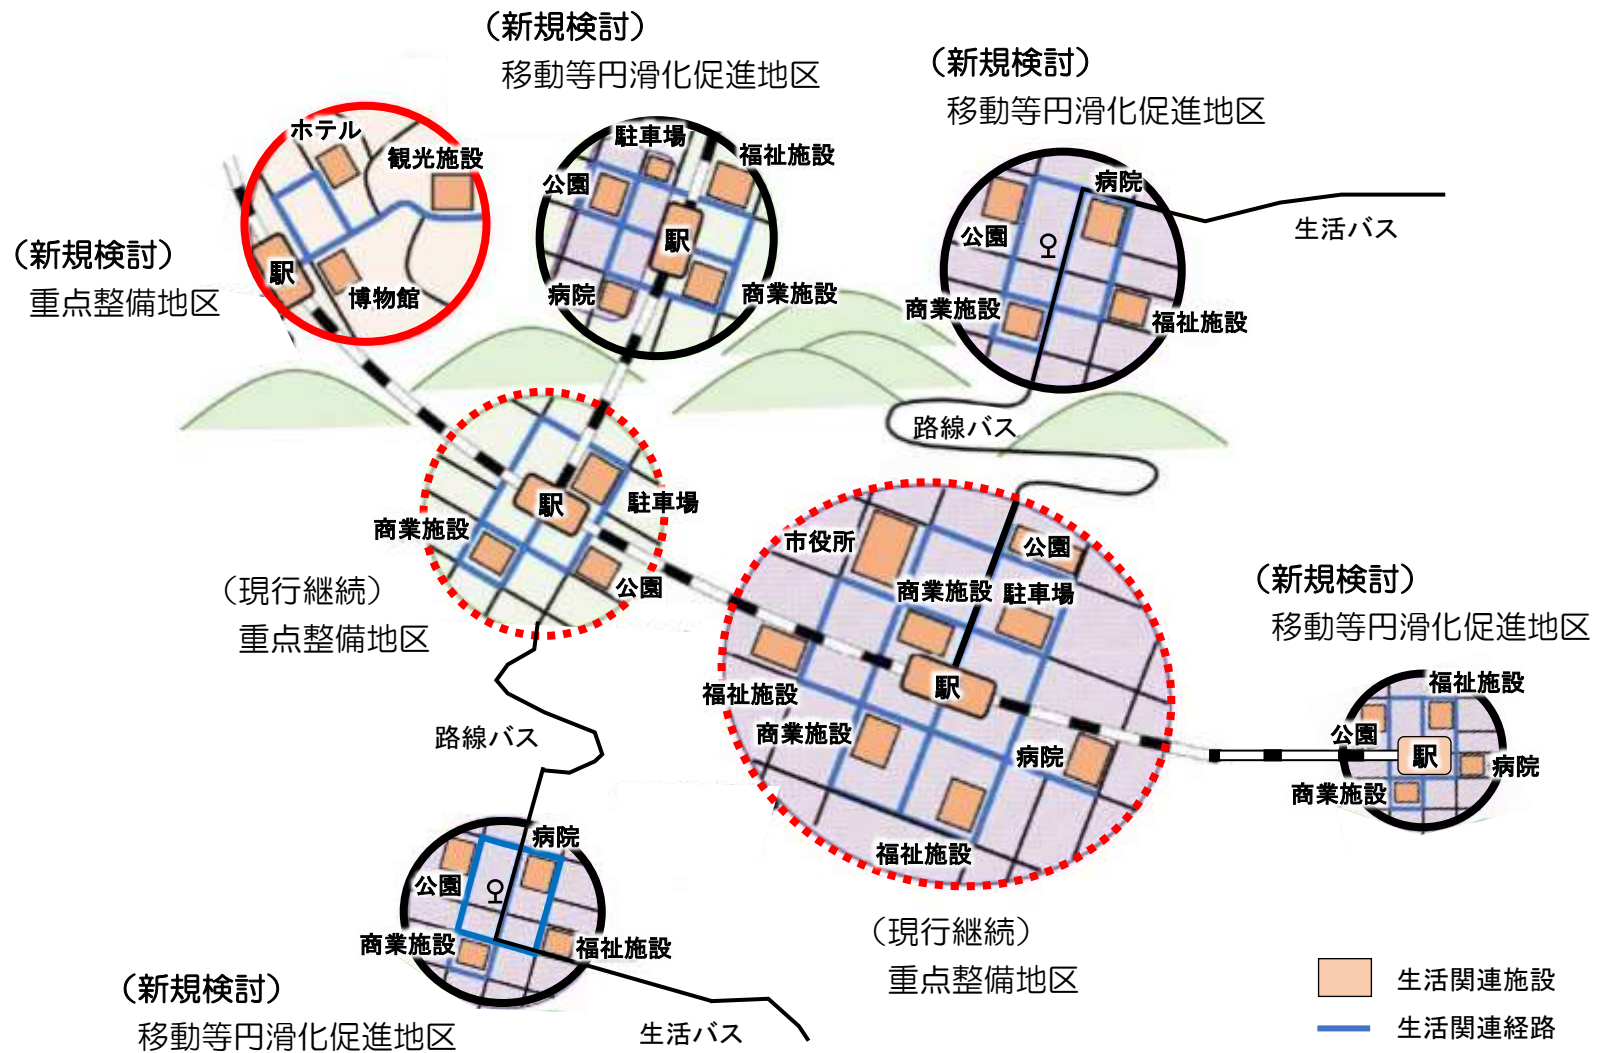 （新規検討）
移動等円滑化促進地区
（新規検討）
移動等円滑化促進地区
（新規検討）
重点整備地区
ホテル
観光施設
駅
博物館
駐車場
福祉施設
公園
駅
病院
商業施設
病院
公園
商業施設
福祉施設
生活バス
路線バス
駅
駐車場
商業施設
公園
（現行継続）
重点整備地区
市役所
公園
商業施設
駐車場
福祉施設
駅
商業施設
病院
福祉施設
（現行継続）
重点整備地区
（新規検討）
移動等円滑化促進地区
福祉施設
公園
駅
病院
商業施設
路線バス
病院
公園
商業施設
福祉施設
（新規検討）
移動等円滑化促進地区
生活バス
生活関連施設
生活関連経路